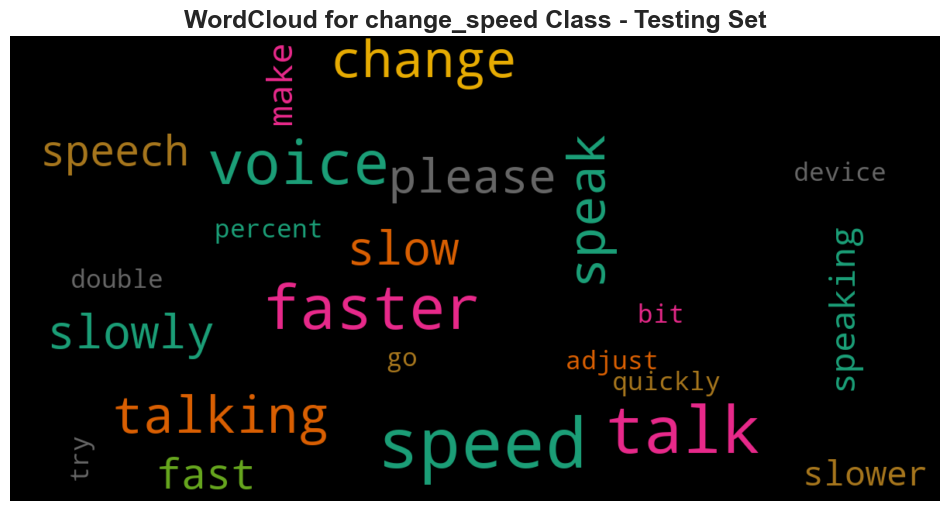 WordCloud for change_speed Class - Testing Set
change
make
speech
voice
please
speak
device
percent
slow
speaking
double
faster
bit
slowly
go
adjust
quickly
talking
speed
talk
try
fast
slower